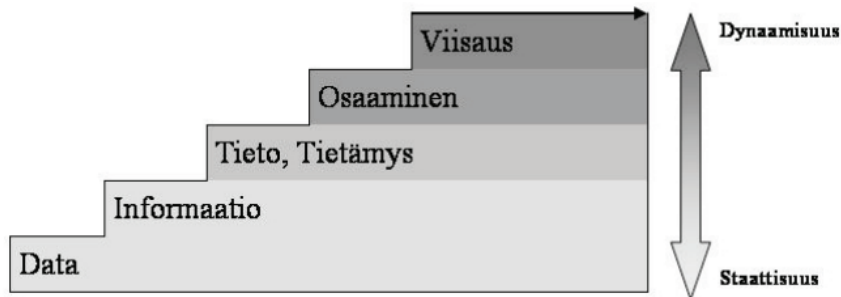 Viisaus
Dynaamisuus
Osaaminen
Tieto, Tietämys
Informaatio
Data
Staattisuus